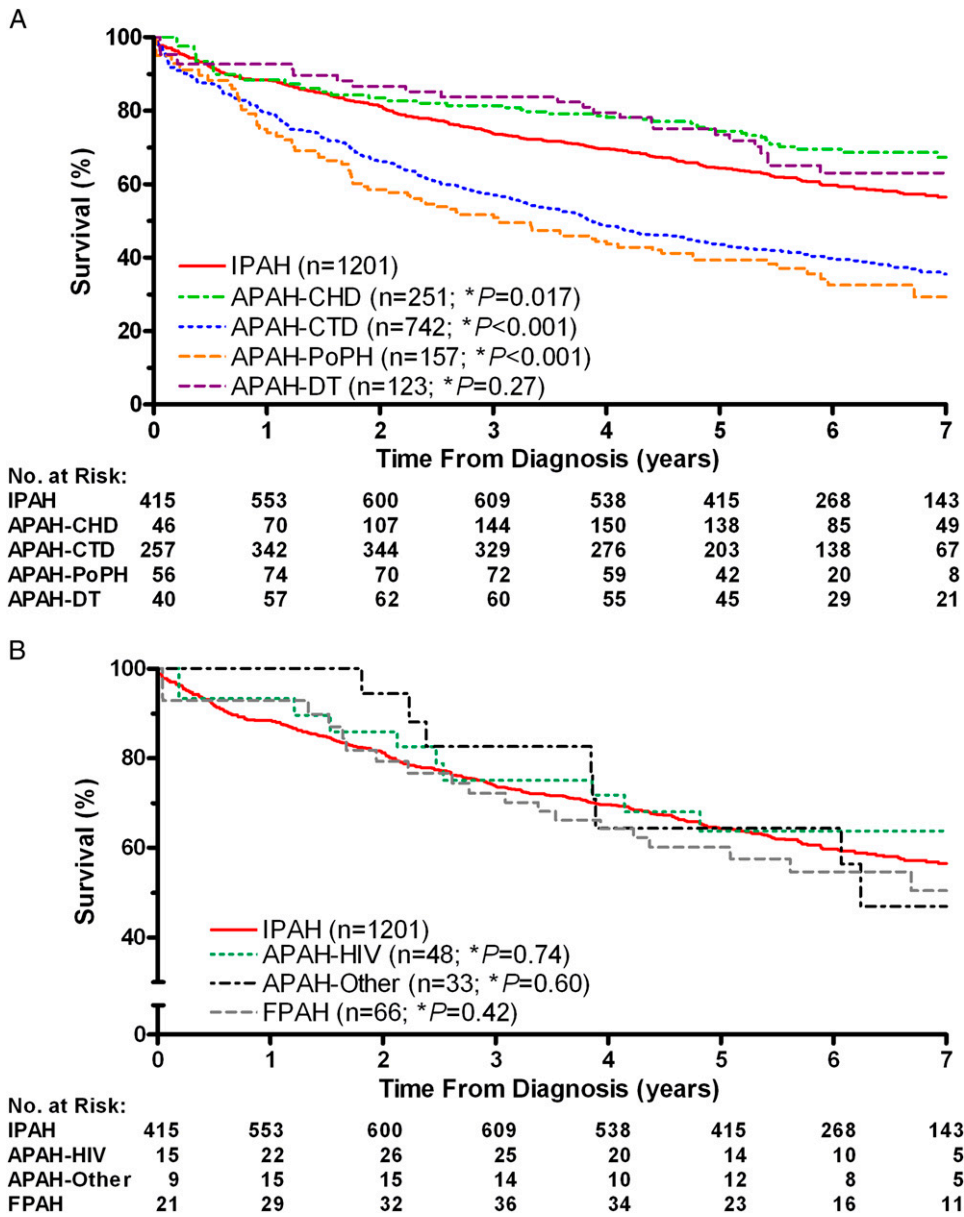 A
100
80
60
40
20
0
Survival (%)
IPAH (n=1201)
APAH-CHD (n=251; *P=0.017)
APAH-CTD (n=742; *P<0.001)
APAH-PoPH (n=157; *P<0.001)
APAH-DT (n=123; *P=0.27)
0 1 2 3 4 5 6 7
Time From Diagnosis (years)
No. at Risk:
IPAH 415 553 600 609 538 415 268 143
APAH-CHD 46 70 107 144 150 138 85 49
APAH-CTD 257 342 344 329 276 203 138 67
APAH-PoPH 56 74 70 72 59 42 20 8
APAH-DT 40 57 62 60 55 45 29 21
B
100
80
60
40
0
Survival (%)
IPAH (n=1201)
APAH-HIV (n=48; *P=0.74)
APAH-Other (n=33; *P=0.60)
FPAH (n=66; *P=0.42)
0 1 2 3 4 5 6 7
Time From Diagnosis (years)
No. at Risk:
IPAH 415 553 600 609 538 415 268 143
APAH-HIV 15 22 26 25 20 14 10 5
APAH-Other 9 15 15 14 10 12 8 5
FPAH 21 29 32 36 34 23 16 11